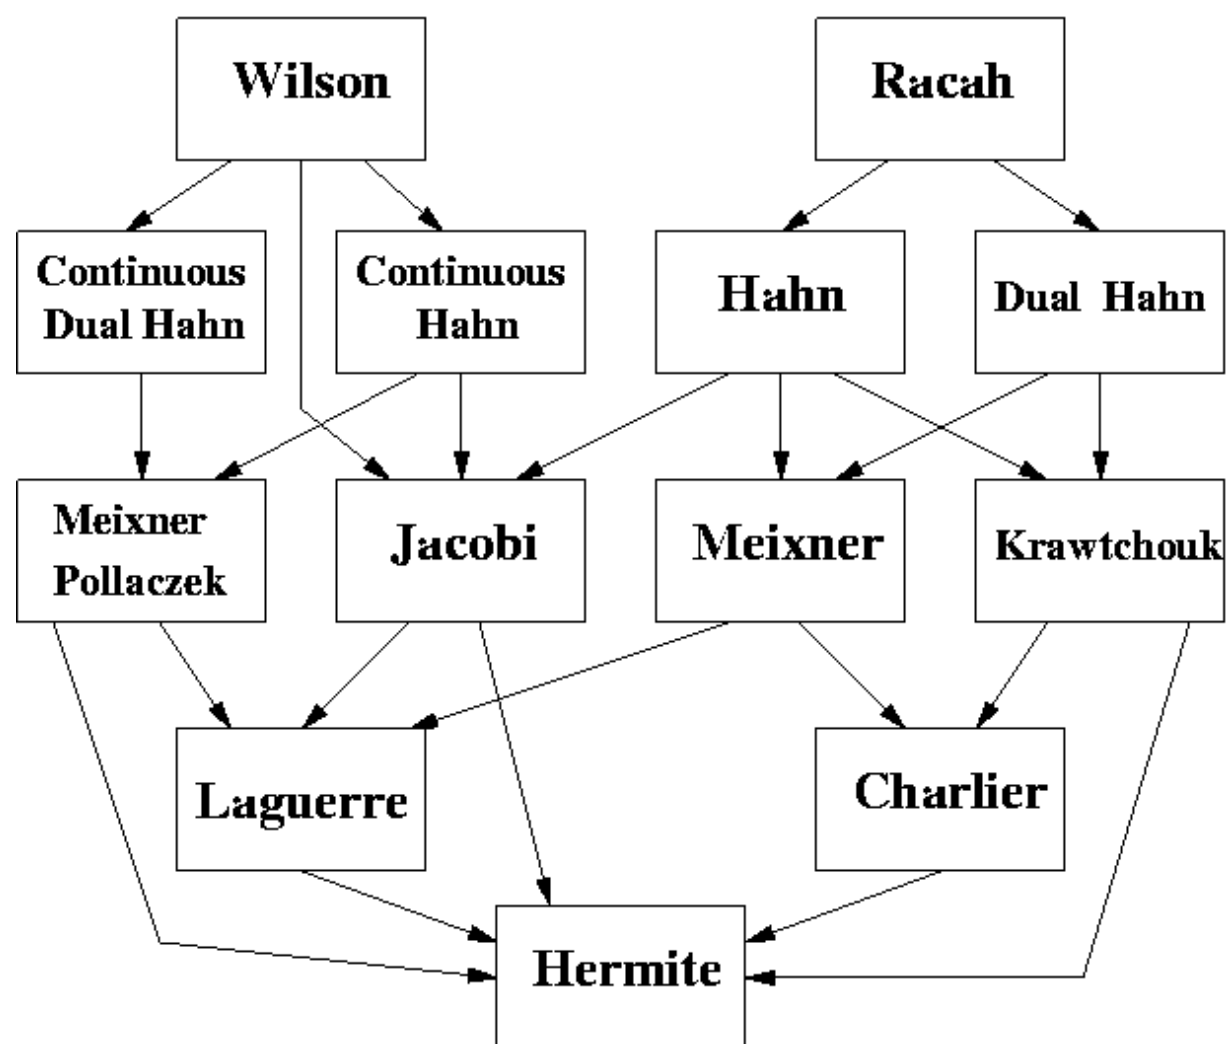 Wilson
Racah
Continuous
Dual Hahn
Continuous
Hahn
Hahn
Dual Hahn
Meixner
Pollaczek
Jacobi
Meixner
Krawtchouk
Laguerre
Charlier
Hermite